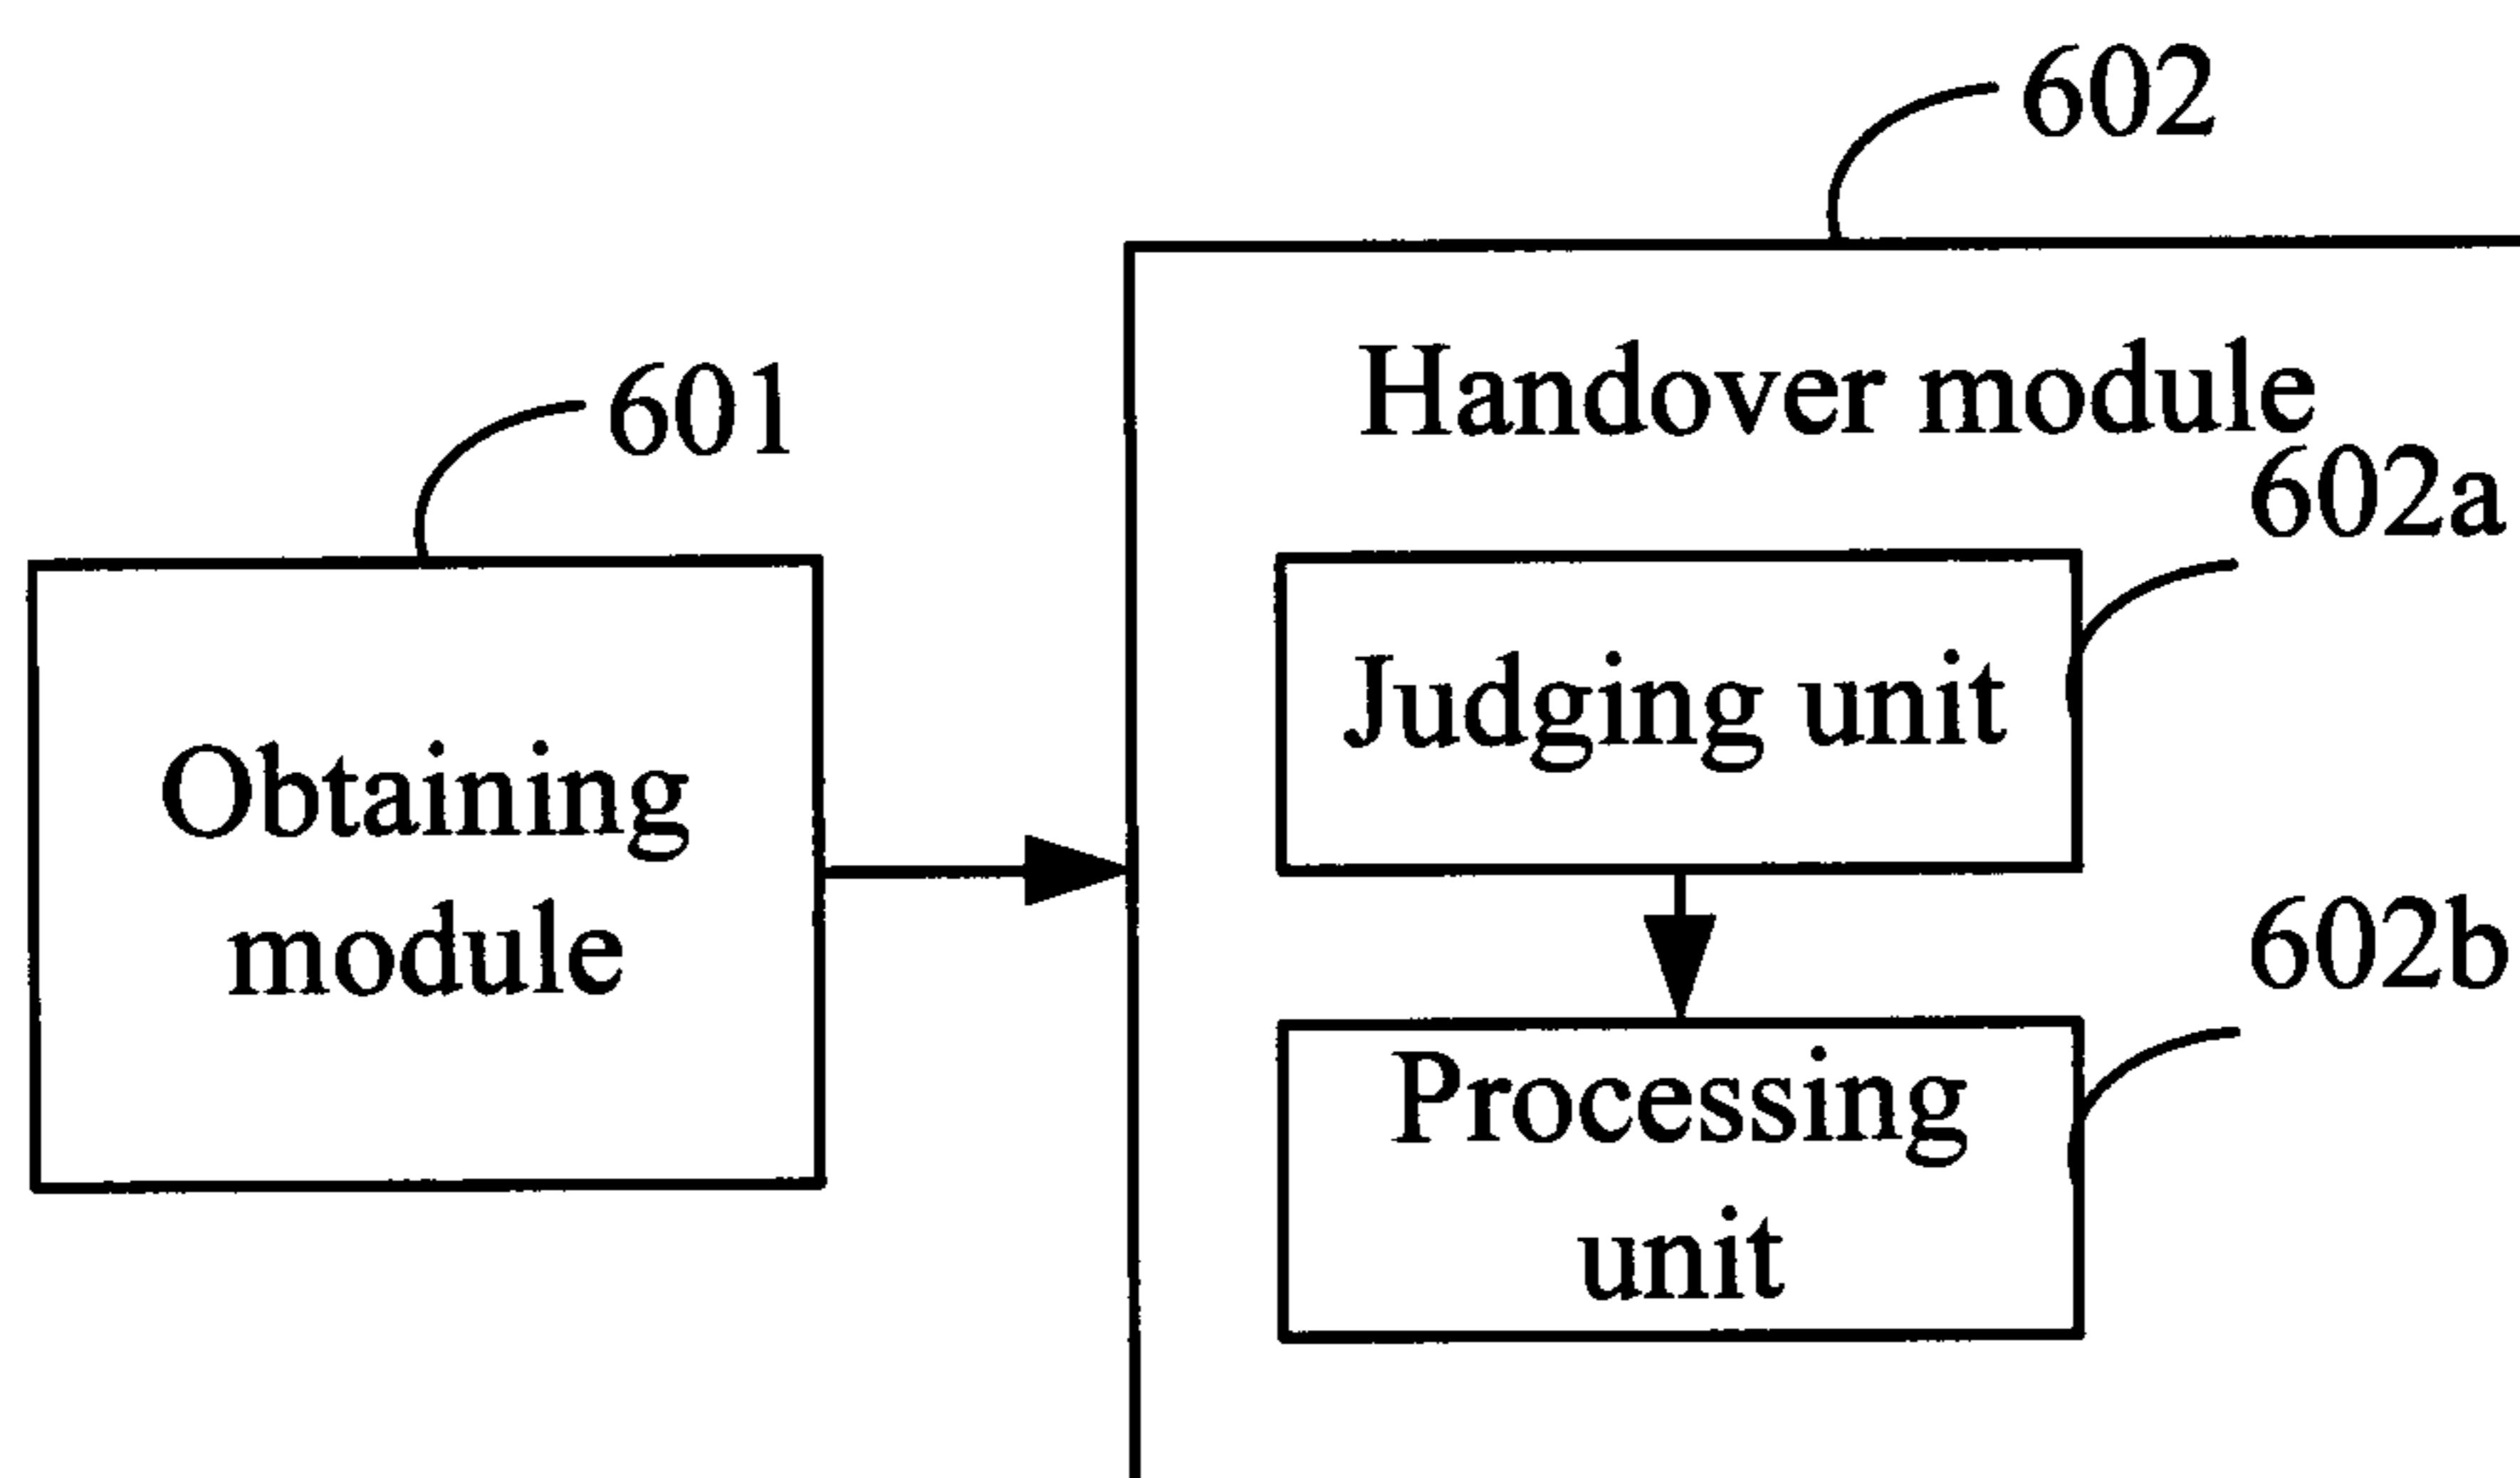 602
601
Handover module
602a
Judging unit
Obtaining
module
602b
Processing
unit